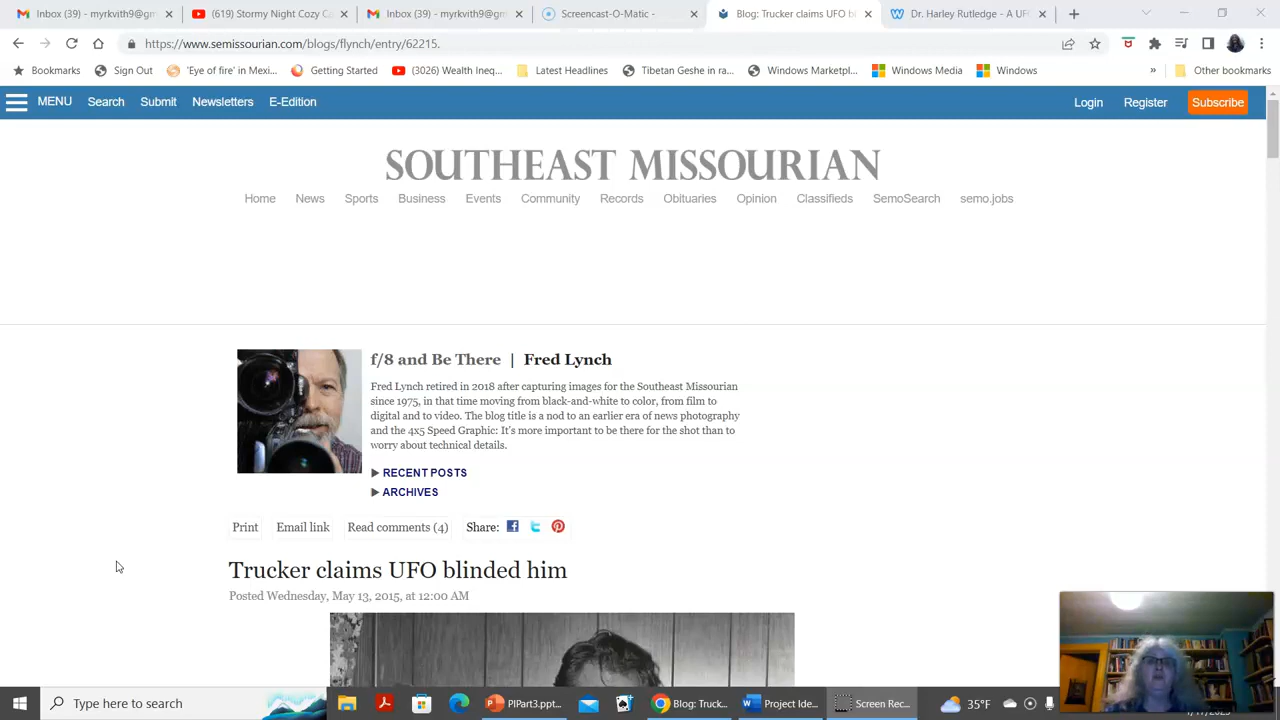 Inbox (39) - myrkvith9@gm
(619) Stormy Night Cozy C
Inbox (39) - myrkvith9@gm
Screencast-O-Matic -
Blog: Trucker claims UFO bl
Dr. Harley Rutledge - A UF
https://www.semissourian.com/blogs/flynch/entry/62215.
Bookmarks
Sign Out
'Eye of fire' in Mexi...
Getting Started
(3026) Wealth Ineq...
Latest Headlines
Tibetan Geshe in ra...
Windows Marketpl...
Windows Media
Windows
»
Other bookmarks
MENU Search Submit Newsletters E-Edition Login Register Subscribe
SOUTHEAST MISSOURIAN
Home News Sports Business Events Community Records Obituaries Opinion Classifieds SemoSearch semo.jobs
f/8 and Be There | Fred Lynch
Fred Lynch retired in 2018 after capturing images for the Southeast Missourian
since 1975, in that time moving from black-and-white to color, from film to
digital and to video. The blog title is a nod to an earlier era of news photography
and the 4x5 Speed Graphic: It's more important to be there for the shot than to
worry about technical details.
RECENT POSTS
ARCHIVES
Print Email link Read comments (4) Share:
Trucker claims UFO blinded him
Posted Wednesday, May 13, 2015, at 12:00 AM
Type here to search
PIPart3.ppt...
Blog: Truck...
Project Ide...
Screen Rec...
35°F